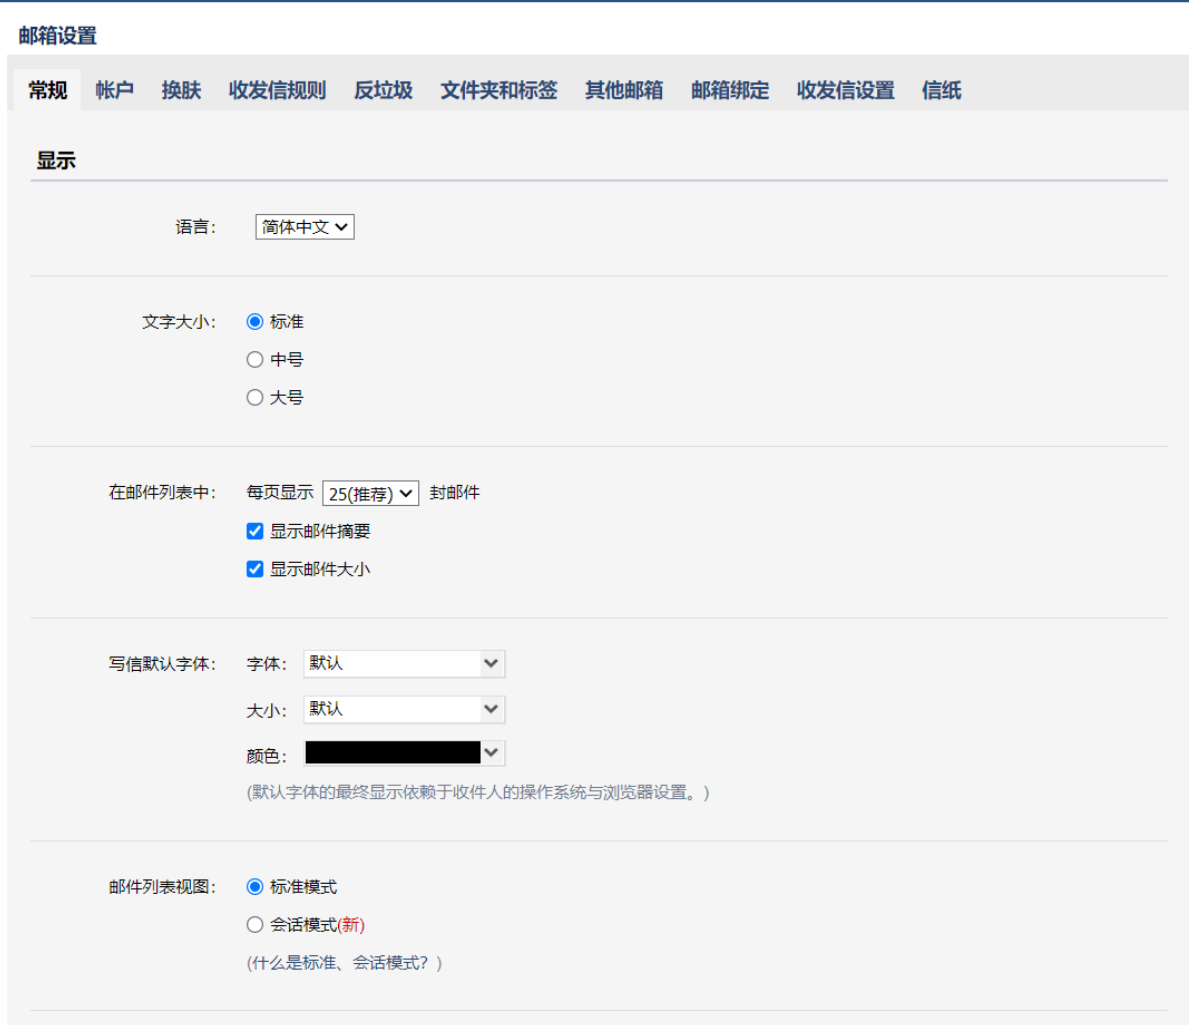 邮箱设置
常规 帐户 换肤 收发信规则 反垃圾 文件夹和标签 其他邮箱 邮箱绑定 收发信设置 信纸
显示
语言： 简体中文
文字大小： 标准
中号
大号
在邮件列表中： 每页显示 25(推荐) 封邮件
显示邮件摘要
显示邮件大小
写信默认字体： 字体： 默认
大小： 默认
颜色：
(默认字体的最终显示依赖于收件人的操作系统与浏览器设置。)
邮件列表视图： 标准模式
会话模式(新)
(什么是标准、会话模式？)